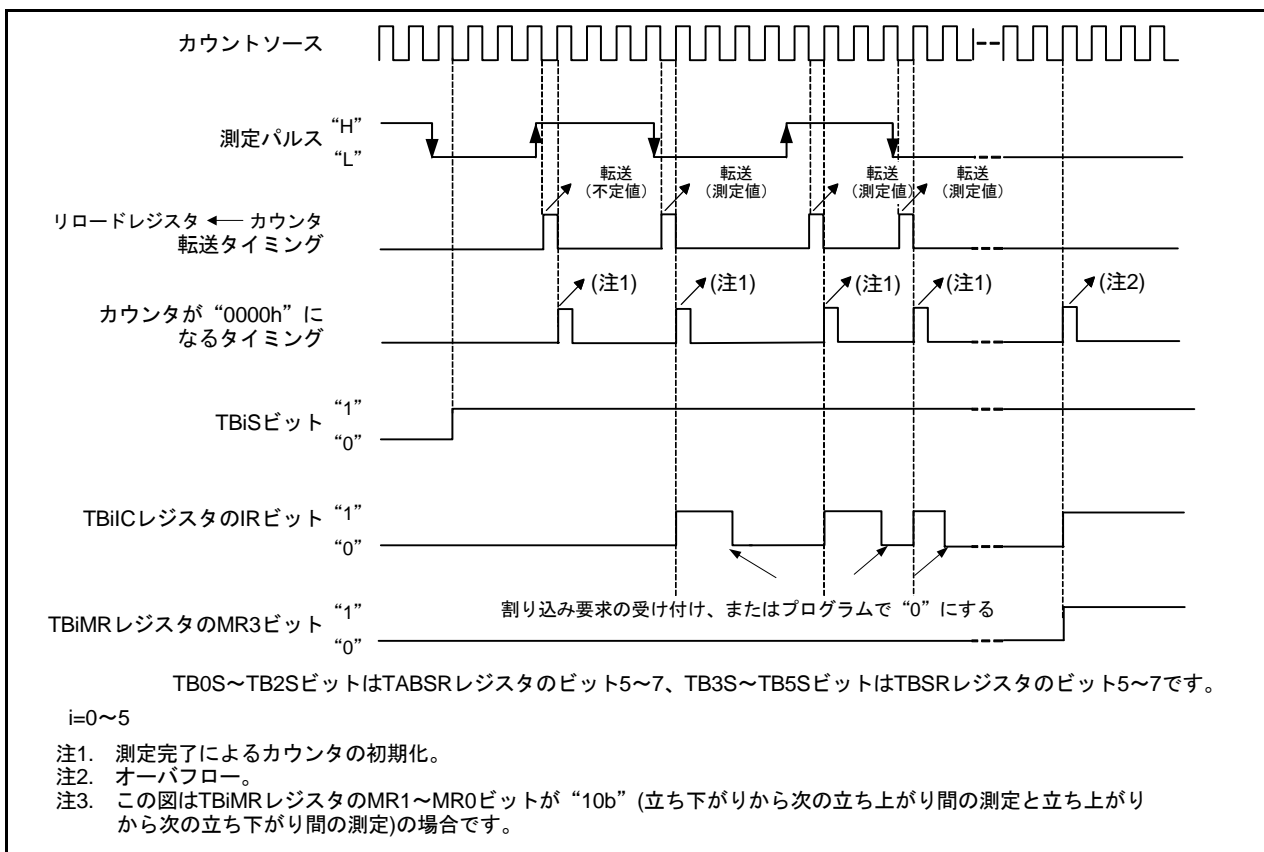 カウントソース
測定パルス
“H”
“L”
転送
(不定値)
転送
(測定値)
転送
(測定値)
転送
(測定値)
リロードレジスタ ← カウンタ
転送タイミング
(注1)
(注1)
(注1)
(注1)
(注2)
カウンタが“0000h”に
なるタイミング
TBiSビット
“1”
“0”
TBiICレジスタのIRビット
“1”
“0”
割り込み要求の受け付け、またはプログラムで“0”にする
TBiMRレジスタのMR3ビット
“1”
“0”
TB0S～TB2SビットはTABSRレジスタのビット5～7、TB3S～TB5SビットはTBSRレジスタのビット5～7です。
i=0～5
注1. 測定完了によるカウンタの初期化。
注2. オーバフロー。
注3. この図はTBiMRレジスタのMR1～MR0ビットが“10b”(立ち下がりから次の立ち上がり間の測定と立ち上がり
から次の立ち下がり間の測定)の場合です。